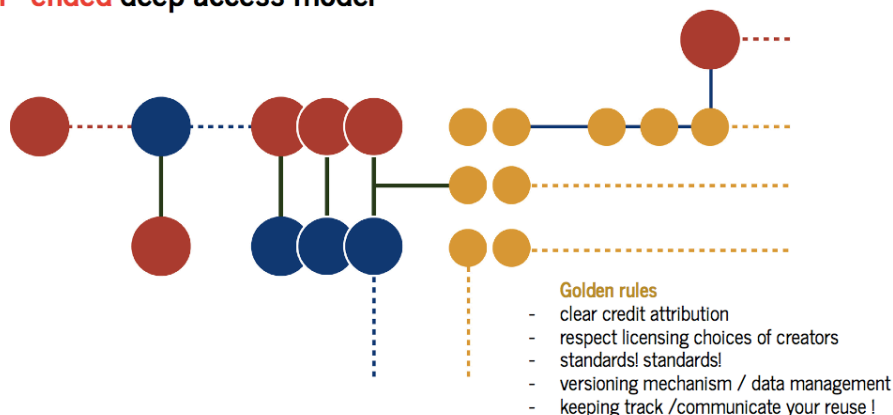 ended deep access model
Golden rules
- clear credit attribution
- respect licensing choices of creators
- standards! standards!
- versioning mechanism / data management
- keeping track /communicate your reuse !